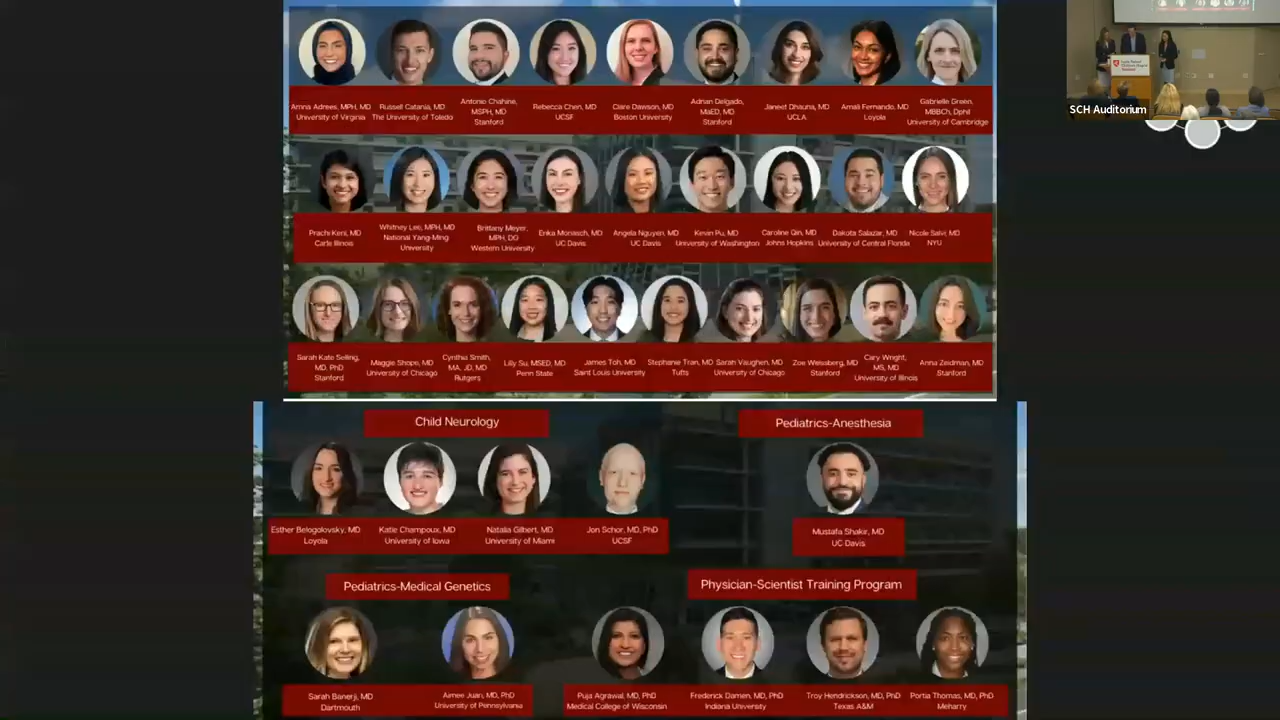 Amna Adrees, MPH, MD
University of Virginia
Russell Catania, MD
The University of Toledo
Antonio Chahine,
MSPH, MD
Stanford
Rebecca Chen, MD
UCSF
Clare Dawson, MD
Boston University
Adrian Delgado,
MaED, MD
Stanford
Janeet Dhauna, MD
UCLA
Amali Fernando, MD
Loyola
Gabrielle Green,
MBBCh, Dphil
University of Cambridge
SCH Auditorium
Prachi Keni, MD
Carle Illinois
Whitney Lee, MPH, MD
National Yang-Ming
University
Brittany Meyer,
MPH, DO
Western University
Erika Monasch, MD
UC Davis
Angela Nguyen, MD
UC Davis
Kevin Pu, MD
University of Washington
Caroline Qin, MD
Johns Hopkins
Dakota Salazar, MD
University of Central Florida
Nicole Salvi, MD
NYU
Sarah Kate Selling,
MD, PhD
Stanford
Maggie Shope, MD
University of Chicago
Cynthia Smith,
MA, JD, MD
Rutgers
Lilly Su, MSED, MD
Penn State
James Toh, MD
Saint Louis University
Stephanie Tran, MD
Tufts
Sarah Vaughen, MD
University of Chicago
Zoe Weissberg, MD
Stanford
Cary Wright,
MS, MD
University of Illinois
Anna Zeidman, MD
Stanford
Child Neurology
Esther Belogolovsky, MD
Loyola
Katie Champoux, MD
University of Iowa
Natalia Gilbert, MD
University of Miami
Jon Schor, MD, PhD
UCSF
Pediatrics-Anesthesia
Mustafa Shakir, MD
UC Davis
Pediatrics-Medical Genetics
Sarah Banerji, MD
Dartmouth
Aimee Juan, MD, PhD
University of Pennsylvania
Physician-Scientist Training Program
Puja Agrawal, MD, PhD
Medical College of Wisconsin
Frederick Damen, MD, PhD
Indiana University
Troy Hendrickson, MD, PhD
Texas A&M
Portia Thomas, MD, PhD
Meharry